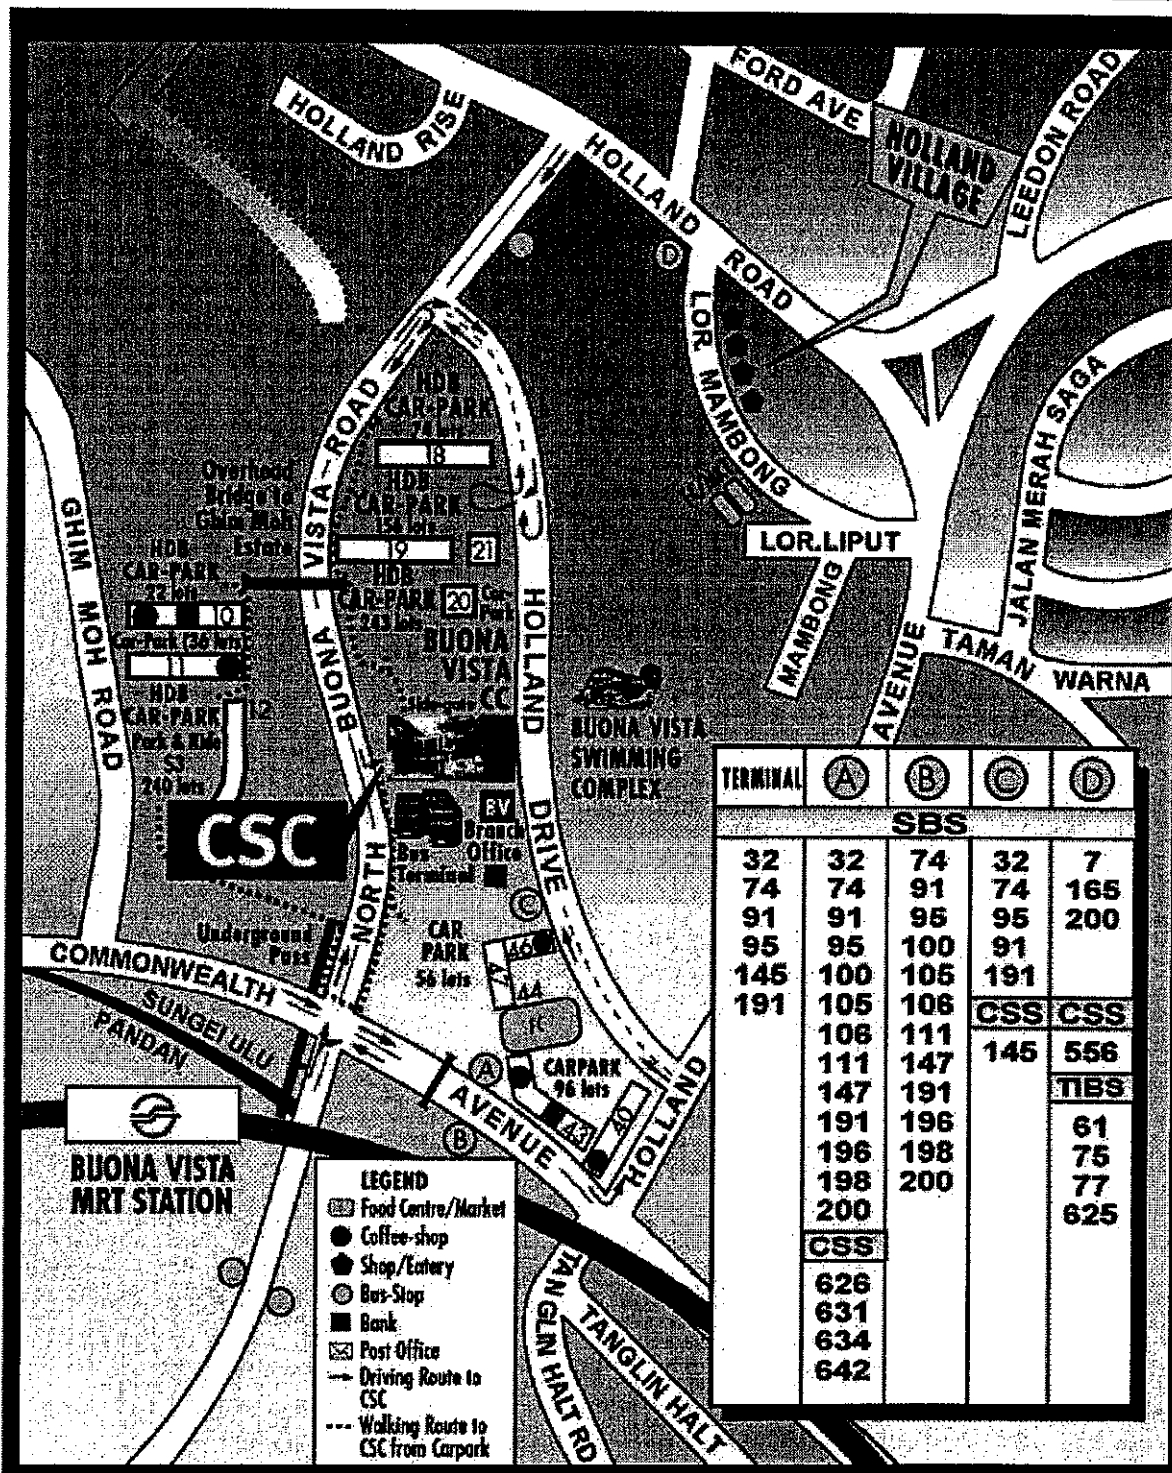 FORD AVE
HOLLAND RISE
HOLLAND
ROAD
HOLLAND
VILLAGE
LEEDON ROAD
D
LOR MAMBONG
LOR.LIPUT
MAMBONG
JALAN MERAH SAGA
TAMAN WARNA
AVENUE
HDB
CAR-PARK
74 lots
18
HDB
CAR-PARK
156 lots
19
21
HDB
CAR-PARK
243 lots
20
Car
Park
Overhead
Bridge to
Ghim Moh
Estate
HDB
CAR-PARK
22 lots
Car-Park (36 lots)
11
HDB
CAR-PARK
Park & Ride
S3
240 lots
12
GHIM MOH ROAD
NORTH - BUONA - VISTA - ROAD
BUONA
VISTA
CC
Side-gate
HOLLAND DRIVE
BUONA VISTA
SWIMMING
COMPLEX
CSC
Bus
Terminal
BV
Branch
Office
C
CAR
PARK
56 lots
46
47
44
FC
Underground
Pass
COMMONWEALTH
AVENUE
SUNGEI ULU
PANDAN
A
B
CARPARK
96 lots
43
40
HOLLAND
BUONA VISTA
MRT STATION
TANGLIN HALT RD
TANGLIN HALT
LEGEND
Food Centre/Market
Coffee-shop
Shop/Eatery
Bus-Stop
Bank
Post Office
Driving Route to
CSC
Walking Route to
CSC from Carpark
TERMINAL A B C D
SBS
32 32 74 32 7
74 74 91 74 165
91 91 95 95 200
95 95 100 91
145 100 105 191
191 105 106 CSS CSS
106 111 145 556
111 147 TIBS
147 191 61
191 196 75
196 198 77
198 200 625
200
CSS
626
631
634
642